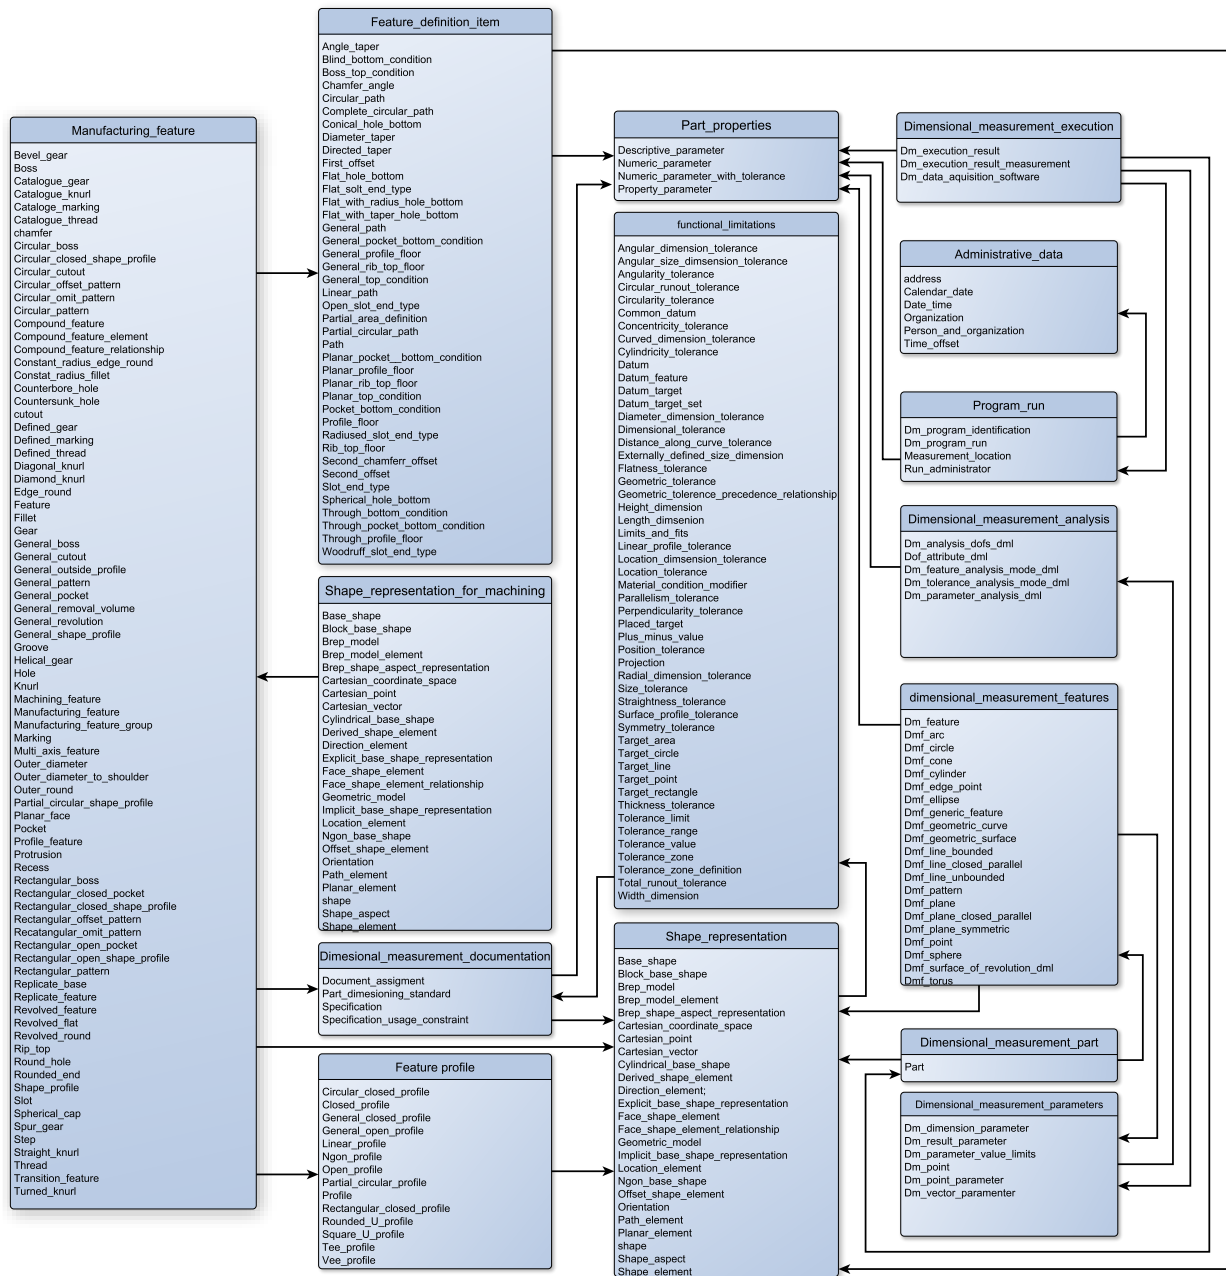 Manufacturing_feature
Bevel_gear
Boss
Catalogue_gear
Catalogue_knurl
Cataloge_marking
Catalogue_thread
chamfer
Circular_boss
Circular_closed_shape_profile
Circular_cutout
Circular_offset_pattern
Circular_omit_pattern
Circular_pattern
Compound_feature
Compound_feature_element
Compound_feature_relationship
Constant_radius_edge_round
Constat_radius_fillet
Counterbore_hole
Countersunk_hole
cutout
Defined_gear
Defined_marking
Defined_thread
Diagonal_knurl
Diamond_knurl
Edge_round
Feature
Fillet
Gear
General_boss
General_cutout
General_outside_profile
General_pattern
General_pocket
General_removal_volume
General_revolution
General_shape_profile
Groove
Helical_gear
Hole
Knurl
Machining_feature
Manufacturing_feature
Manufacturing_feature_group
Marking
Multi_axis_feature
Outer_diameter
Outer_diameter_to_shoulder
Outer_round
Partial_circular_shape_profile
Planar_face
Pocket
Profile_feature
Protrusion
Recess
Rectangular_boss
Rectangular_closed_pocket
Rectangular_closed_shape_profile
Rectangular_offset_pattern
Recatangular_omit_pattern
Rectangular_open_pocket
Rectangular_open_shape_profile
Rectangular_pattern
Replicate_base
Replicate_feature
Revolved_feature
Revolved_flat
Revolved_round
Rip_top
Round_hole
Rounded_end
Shape_profile
Slot
Spherical_cap
Spur_gear
Step
Straight_knurl
Thread
Transition_feature
Turned_knurl
Feature_definition_item
Angle_taper
Blind_bottom_condition
Boss_top_condition
Chamfer_angle
Circular_path
Complete_circular_path
Conical_hole_bottom
Diameter_taper
Directed_taper
First_offset
Flat_hole_bottom
Flat_solt_end_type
Flat_with_radius_hole_bottom
Flat_with_taper_hole_bottom
General_path
General_pocket_bottom_condition
General_profile_floor
General_rib_top_floor
General_top_condition
Linear_path
Open_slot_end_type
Partial_area_definition
Partial_circular_path
Path
Planar_pocket__bottom_condition
Planar_profile_floor
Planar_rib_top_floor
Planar_top_condition
Pocket_bottom_condition
Profile_floor
Radiused_slot_end_type
Rib_top_floor
Second_chamferr_offset
Second_offset
Slot_end_type
Spherical_hole_bottom
Through_bottom_condition
Through_pocket_bottom_condition
Through_profile_floor
Woodruff_slot_end_type
Shape_representation_for_machining
Base_shape
Block_base_shape
Brep_model
Brep_model_element
Brep_shape_aspect_representation
Cartesian_coordinate_space
Cartesian_point
Cartesian_vector
Cylindrical_base_shape
Derived_shape_element
Direction_element
Explicit_base_shape_representation
Face_shape_element
Face_shape_element_relationship
Geometric_model
Implicit_base_shape_representation
Location_element
Ngon_base_shape
Offset_shape_element
Orientation
Path_element
Planar_element
shape
Shape_aspect
Shape_element
Dimesional_measurement_documentation
Document_assigment
Part_dimesioning_standard
Specification
Specification_usage_constraint
Feature profile
Circular_closed_profile
Closed_profile
General_closed_profile
General_open_profile
Linear_profile
Ngon_profile
Open_profile
Partial_circular_profile
Profile
Rectangular_closed_profile
Rounded_U_profile
Square_U_profile
Tee_profile
Vee_profile
Part_properties
Descriptive_parameter
Numeric_parameter
Numeric_parameter_with_tolerance
Property_parameter
functional_limitations
Angular_dimension_tolerance
Angular_size_dimsension_tolerance
Angularity_tolerance
Circular_runout_tolerance
Circularity_tolerance
Common_datum
Concentricity_tolerance
Curved_dimension_tolerance
Cylindricity_tolerance
Datum
Datum_feature
Datum_target
Datum_target_set
Diameter_dimension_tolerance
Dimensional_tolerance
Distance_along_curve_tolerance
Externally_defined_size_dimension
Flatness_tolerance
Geometric_tolerance
Geometric_tolerence_precedence_relationship
Height_dimension
Length_dimsenion
Limits_and_fits
Linear_profile_tolerance
Location_dimsension_tolerance
Location_tolerance
Material_condition_modifier
Parallelism_tolerance
Perpendicularity_tolerance
Placed_target
Plus_minus_value
Position_tolerance
Projection
Radial_dimension_tolerance
Size_tolerance
Straightness_tolerance
Surface_profile_tolerance
Symmetry_tolerance
Target_area
Target_circle
Target_line
Target_point
Target_rectangle
Thickness_tolerance
Tolerance_limit
Tolerance_range
Tolerance_value
Tolerance_zone
Tolerance_zone_definition
Total_runout_tolerance
Width_dimension
Shape_representation
Base_shape
Block_base_shape
Brep_model
Brep_model_element
Brep_shape_aspect_representation
Cartesian_coordinate_space
Cartesian_point
Cartesian_vector
Cylindrical_base_shape
Derived_shape_element
Direction_element;
Explicit_base_shape_representation
Face_shape_element
Face_shape_element_relationship
Geometric_model
Implicit_base_shape_representation
Location_element
Ngon_base_shape
Offset_shape_element
Orientation
Path_element
Planar_element
shape
Shape_aspect
Shape_element
Dimensional_measurement_execution
Dm_execution_result
Dm_execution_result_measurement
Dm_data_aquisition_software
Administrative_data
address
Calendar_date
Date_time
Organization
Person_and_organization
Time_offset
Program_run
Dm_program_identification
Dm_program_run
Measurement_location
Run_administrator
Dimensional_measurement_analysis
Dm_analysis_dofs_dml
Dof_attribute_dml
Dm_feature_analysis_mode_dml
Dm_tolerance_analysis_mode_dml
Dm_parameter_analysis_dml
dimensional_measurement_features
Dm_feature
Dmf_arc
Dmf_circle
Dmf_cone
Dmf_cylinder
Dmf_edge_point
Dmf_ellipse
Dmf_generic_feature
Dmf_geometric_curve
Dmf_geometric_surface
Dmf_line_bounded
Dmf_line_closed_parallel
Dmf_line_unbounded
Dmf_pattern
Dmf_plane
Dmf_plane_closed_parallel
Dmf_plane_symmetric
Dmf_point
Dmf_sphere
Dmf_surface_of_revolution_dml
Dmf_torus
Dimensional_measurement_part
Part
Dimensional_measurement_parameters
Dm_dimension_parameter
Dm_result_parameter
Dm_parameter_value_limits
Dm_point
Dm_point_parameter
Dm_vector_paramenter